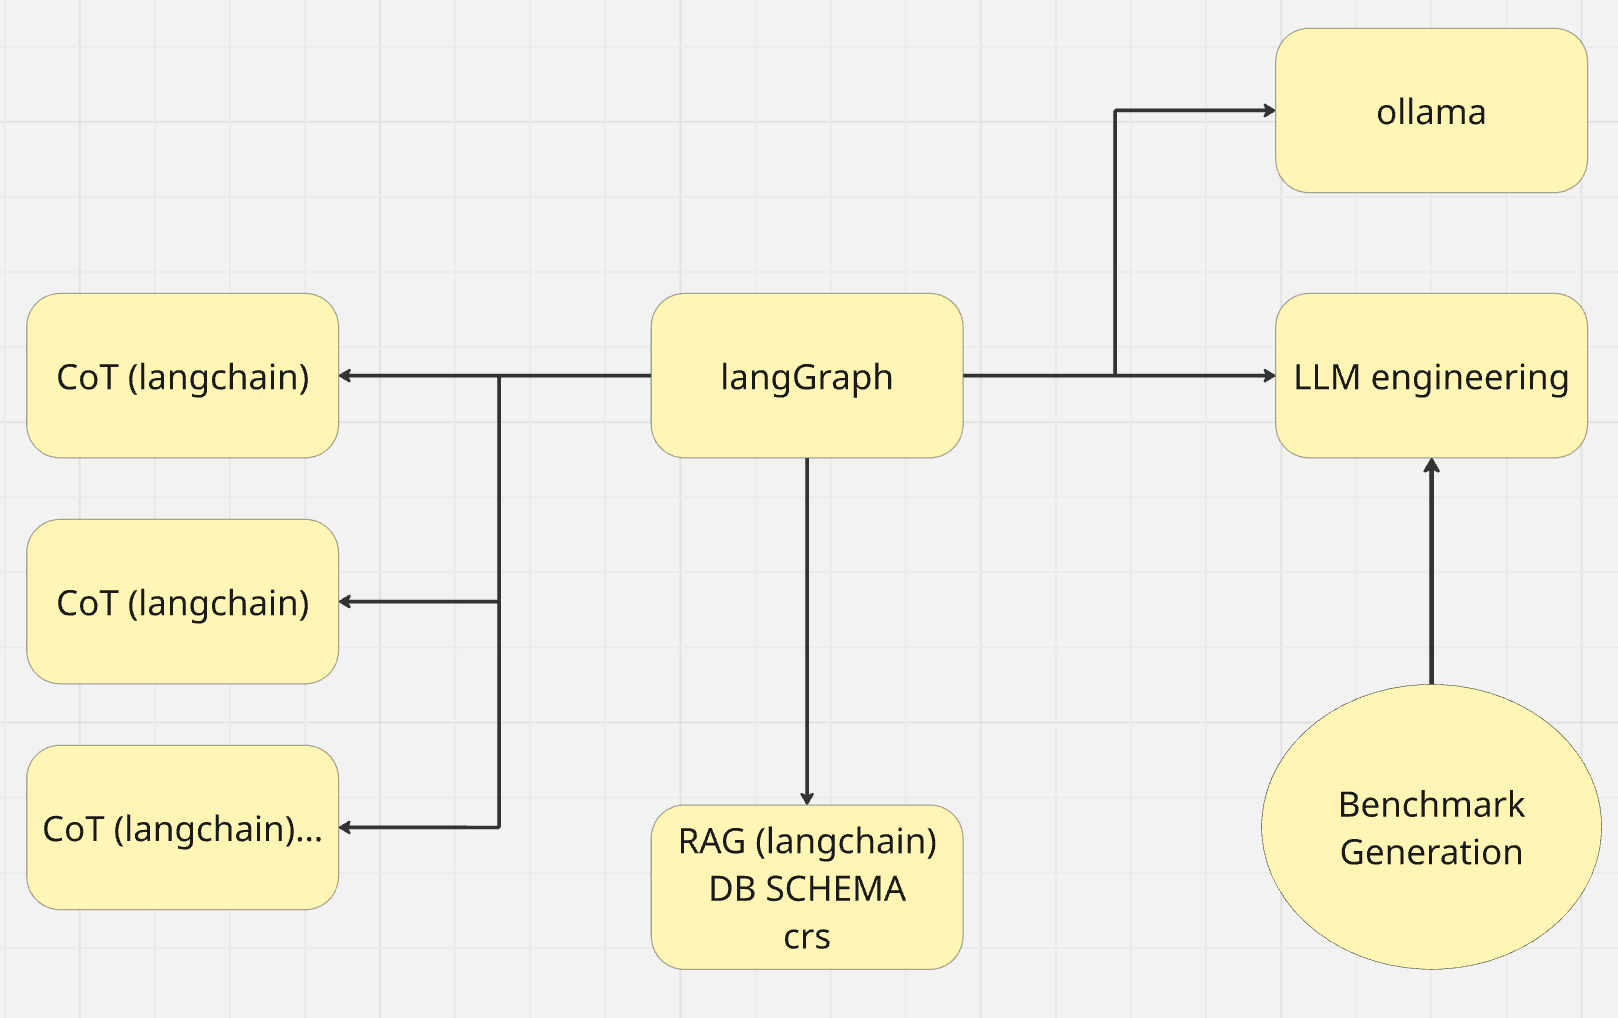 ollama
CoT (langchain)
langGraph
LLM engineering
CoT (langchain)
CoT (langchain)...
RAG (langchain)
DB SCHEMA
crs
Benchmark
Generation